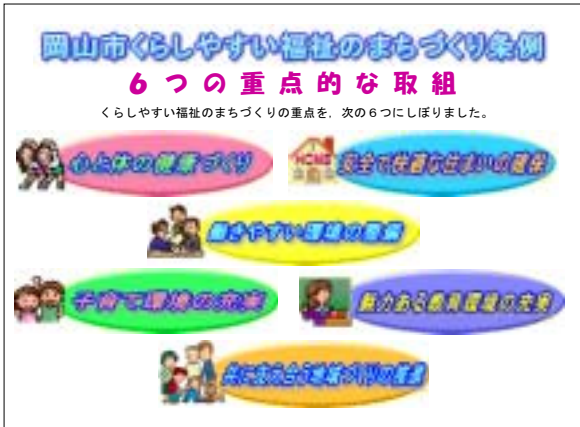 岡山市くらしやすい福祉のまちづくり条例
6つの重点的な取組
くらしやすい福祉のまちづくりの重点を、次の6つにしぼりました。
心と体の健康づくり
HOME
安全で快適な住まいの確保
働きやすい環境の整備
子育て環境の充実
魅力ある教育環境の充実
共に支え合う地域づくりの推進